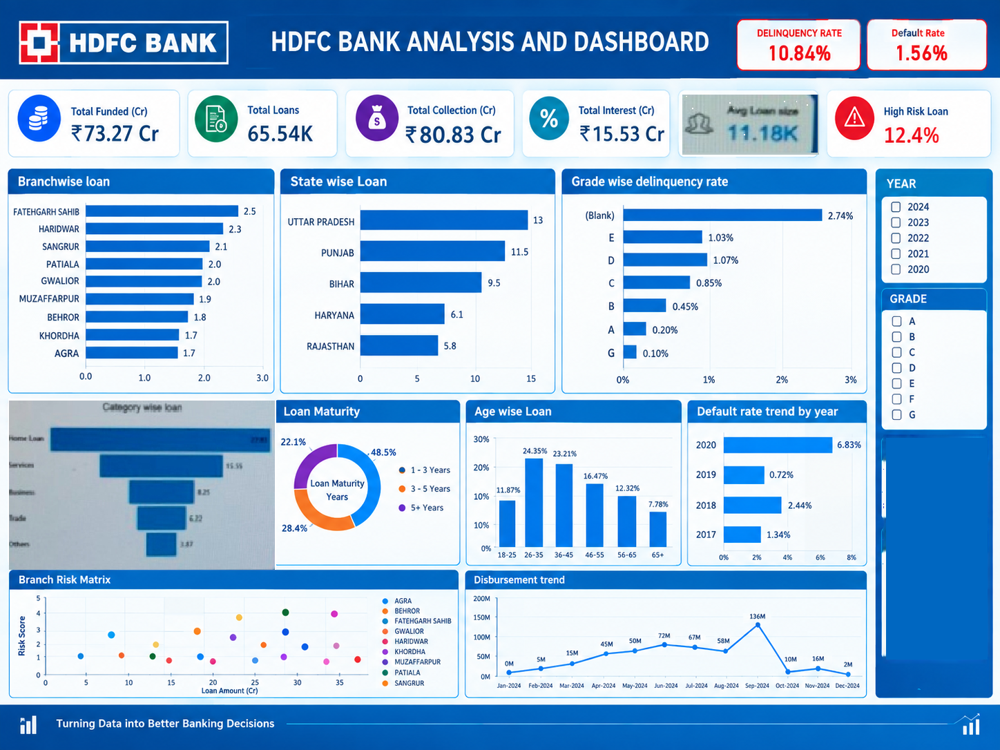 HDFC BANK
HDFC BANK ANALYSIS AND DASHBOARD
DELINQUENCY RATE
10.84%
Default Rate
1.56%
Total Funded (Cr)
₹73.27 Cr
Total Loans
65.54K
Total Collection (Cr)
₹80.83 Cr
%
Total Interest (Cr)
₹15.53 Cr
Avg Loan size
11.18K
High Risk Loan
12.4%
Branchwise loan
FATEHGARH SAHIB 2.5
HARIDWAR 2.3
SANGRUR 2.1
PATIALA 2.0
GWALIOR 2.0
MUZAFFARPUR 1.9
BEHROR 1.8
KHORDHA 1.7
AGRA 1.7
0.0 1.0 2.0 3.0
State wise Loan
UTTAR PRADESH 13
PUNJAB 11.5
BIHAR 9.5
HARYANA 6.1
RAJASTHAN 5.8
0 5 10 15
Grade wise delinquency rate
(Blank) 2.74%
E 1.03%
D 1.07%
C 0.85%
B 0.45%
A 0.20%
G 0.10%
0% 1% 2% 3%
YEAR
2024
2023
2022
2021
2020
GRADE
A
B
C
D
E
F
G
Category wise loan
Home Loan
Services 15.55
Business 8.25
Trade 6.22
Others 3.87
Loan Maturity
22.1%
48.5%
28.4%
Loan Maturity
Years
1 - 3 Years
3 - 5 Years
5+ Years
Age wise Loan
30%
20%
10%
10%
0%
11.87% 24.35% 23.21% 16.47% 12.32% 7.78%
18-25 26-35 36-45 46-55 56-65 65+
Default rate trend by year
2020 6.83%
2019 0.72%
2018 2.44%
2017 1.34%
0% 2% 4% 6% 8%
Branch Risk Matrix
Risk Score
5
4
3
2
1
0
0 5 10 15 20 25 30 35
Loan Amount (Cr)
AGRA
BEHROR
FATEHGARH SAHIB
GWALIOR
HARIDWAR
KHORDHA
MUZAFFARPUR
PATIALA
SANGRUR
Disbursement trend
200M
150M
100M
50M
0M
0M 5M 15M 45M 50M 72M 67M 58M 136M 10M 16M 2M
Jan-2024 Feb-2024 Mar-2024 Apr-2024 May-2024 Jun-2024 Jul-2024 Aug-2024 Sep-2024 Oct-2024 Nov-2024 Dec-2024
Turning Data into Better Banking Decisions